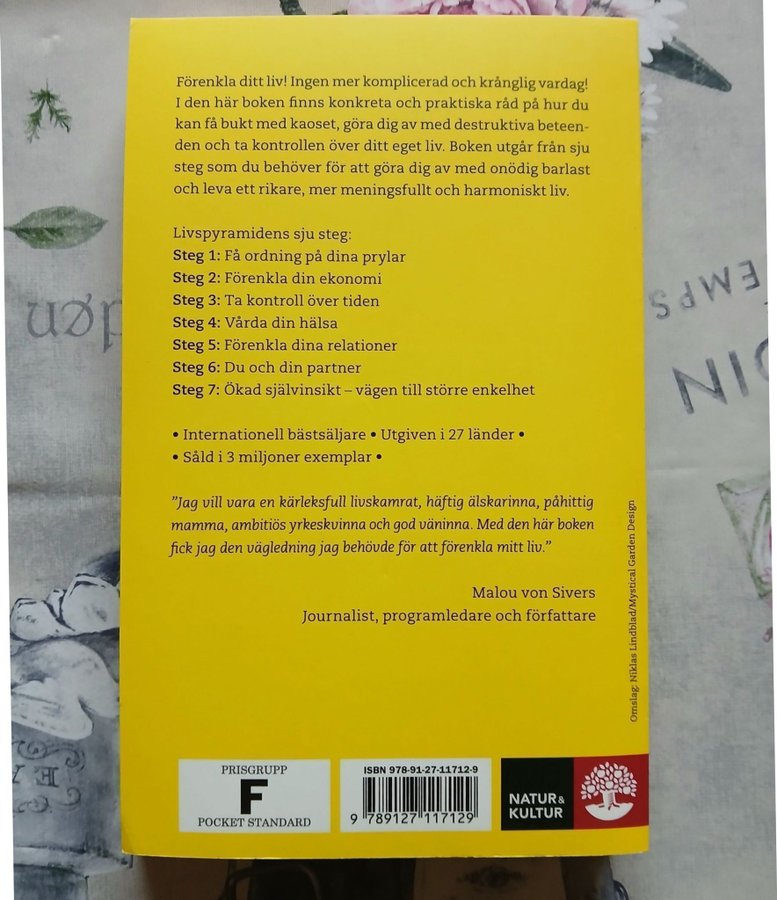 Förenkla ditt liv! Ingen mer komplicerad och krånglig vardag!
I den här boken finns konkreta och praktiska råd på hur du
kan få bukt med kaoset, göra dig av med destruktiva beteen-
den och ta kontrollen över ditt eget liv. Boken utgår från sju
steg som du behöver för att göra dig av med onödig barlast
och leva ett rikare, mer meningsfullt och harmoniskt liv.
Livspyramidens sju steg:
Steg 1: Få ordning på dina prylar
Steg 2: Förenkla din ekonomi
Steg 3: Ta kontroll över tiden
Steg 4: Vårda din hälsa
Steg 5: Förenkla dina relationer
Steg 6: Du och din partner
Steg 7: Ökad självinsikt – vägen till större enkelhet
• Internationell bästsäljare • Utgiven i 27 länder •
• Såld i 3 miljoner exemplar •
”Jag vill vara en kärleksfull livskamrat, häftig älskarinna, påhittig
mamma, ambitiös yrkeskvinna och god väninna. Med den här boken
fick jag den vägledning jag behövde för att förenkla mitt liv.”
Malou von Sivers
Journalist, programledare och författare
Omslag: Niklas Lindblad/Mystical Garden Design
PRISGRUPP
F
POCKET STANDARD
ISBN 978-91-27-11712-9
9 789127 117129
NATUR &
KULTUR